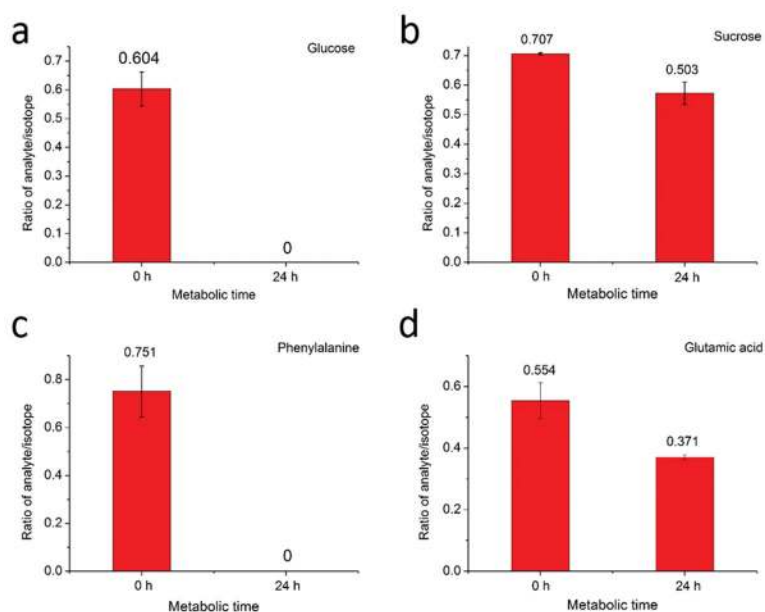 a
Glucose
0.604
0
0.7
0.6
0.5
0.4
0.3
0.2
0.1
0.0
Ratio of analyte/isotope
0 h 24 h
Metabolic time
b
Sucrose
0.707
0.503
0.7
0.6
0.5
0.4
0.3
0.2
0.1
0.0
Ratio of analyte/isotope
0 h 24 h
Metabolic time
c
Phenylalanine
0.751
0
0.8
0.6
0.4
0.2
0.0
Ratio of analyte/isotope
0 h 24 h
Metabolic time
d
Glutamic acid
0.554
0.371
0.6
0.4
0.2
0.0
Ratio of analyte/isotope
0 h 24 h
Metabolic time